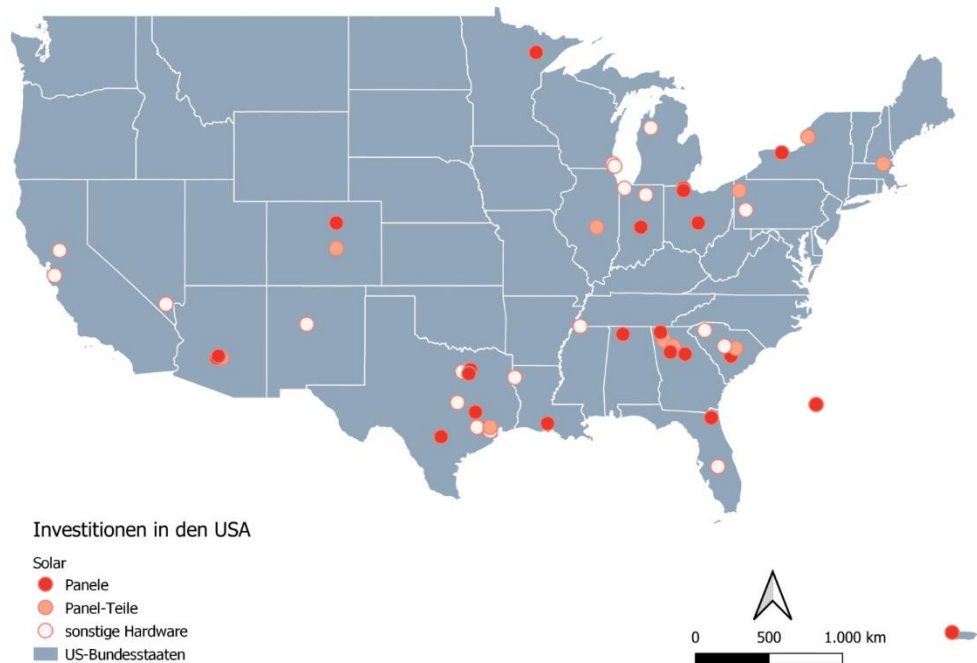 Investitionen in den USA
Solar
Panele
Panel-Teile
sonstige Hardware
US-Bundesstaaten
0 500 1.000 km